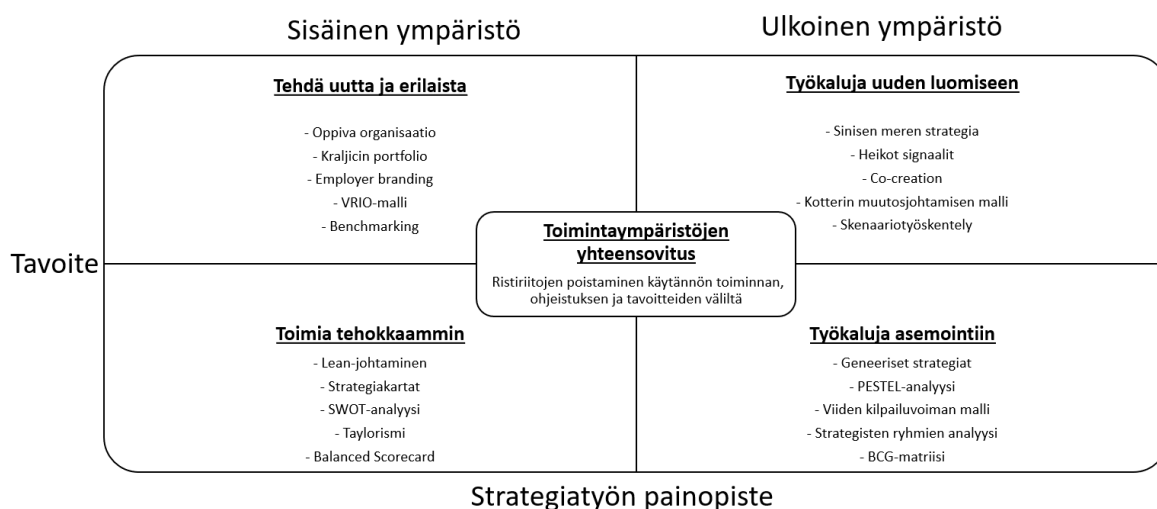 Sisäinen ympäristö
Ulkoinen ympäristö
Tehdä uutta ja erilaista
- Oppiva organisaatio
- Kraljicin portfolio
- Employer branding
- VRIO-malli
- Benchmarking
Työkaluja uuden luomiseen
- Sinisen meren strategia
- Heikot signaalit
- Co-creation
- Kotterin muutosjohtamisen malli
- Skenaariotyöskentely
Tavoite
Toimintaympäristöjen
yhteensovitus
Ristiriitojen poistaminen käytännön toiminnan,
ohjeistuksen ja tavoitteiden väliltä
Toimia tehokkaammin
- Lean-johtaminen
- Strategiakartat
- SWOT-analyysi
- Taylorismi
- Balanced Scorecard
Työkaluja asemointiin
- Geneeriset strategiat
- PESTEL-analyysi
- Viiden kilpailuvoiman malli
- Strategisten ryhmien analyysi
- BCG-matriisi
Strategiatyön painopiste